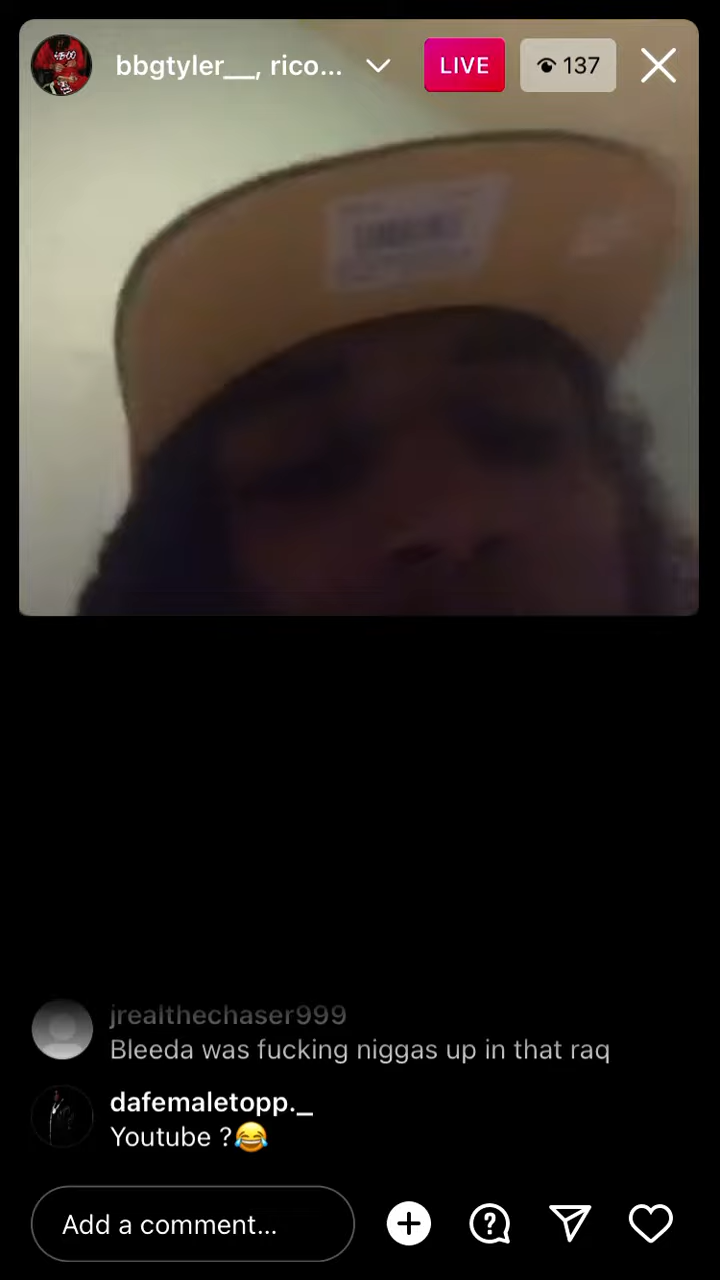 bbgtyler__, rico...
LIVE
137
jrealthechaser999
Bleeda was fucking niggas up in that raq
dafemaletopp._
Youtube ?😂
Add a comment...